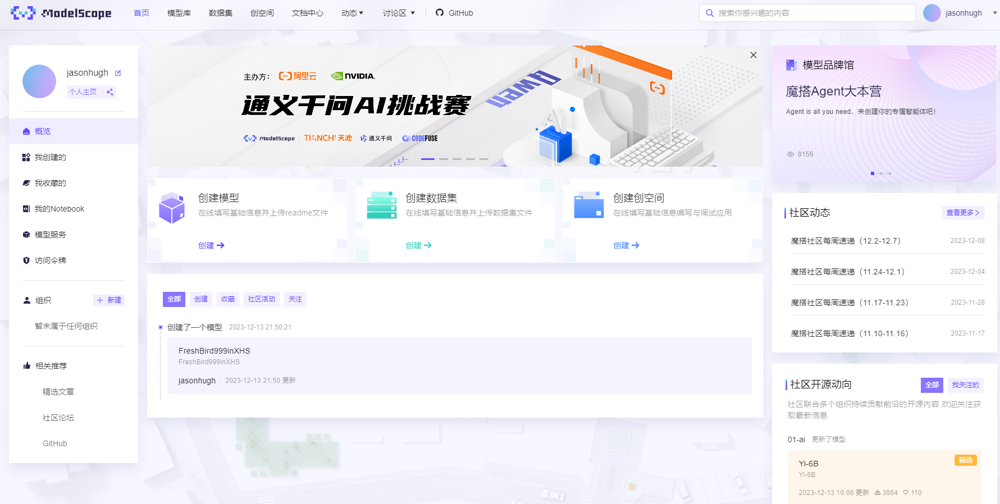 ModelScope
首页
模型库
数据集
创空间
文档中心
动态
讨论区
GitHub
搜索你感兴趣的内容
jasonhugh
jasonhugh
个人主页
概览
我创建的
我收藏的
我的Notebook
模型服务
访问令牌
组织
新建
暂未属于任何组织
相关推荐
精选文章
社区论坛
GitHub
主办方：
阿里云
NVIDIA.
通义千问AI挑战赛
ModelScope
TIANCHI天池
通义千问
CODEFUSE
Qwen
AI
创建模型
在线填写基础信息并上传readme文件
创建
创建数据集
在线填写基础信息并上传数据集文件
创建
创建创空间
在线填写基础信息编写与调试应用
创建
全部
创建
收藏
社区活动
关注
创建了一个模型 2023-12-13 21:50:21
FreshBird999inXHS
FreshBird999inXHS
jasonhugh 2023-12-13 21:50 更新
模型品牌馆
魔搭Agent大本营
Agent is all you need，来创建你的专属智能体吧！
8156
社区动态
查看更多
魔搭社区每周速递（12.2-12.7） 2023-12-08
魔搭社区每周速递（11.24-12.1） 2023-12-04
魔搭社区每周速递（11.17-11.23） 2023-11-28
魔搭社区每周速递（11.10-11.16） 2023-11-17
社区开源动向
全部
我关注的
社区联合多个组织持续贡献前沿的开源内容 欢迎关注获
取最新信息
01-ai 更新了模型
Yi-6B
精选
Yi-6B
2023-12-13 10:06 更新 3864 110